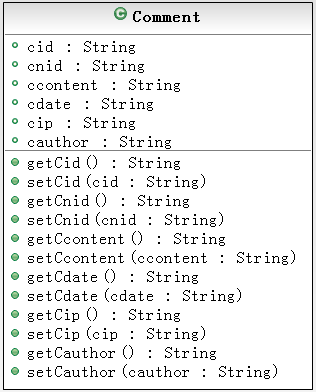 Comment
cid : String
cnid : String
ccontent : String
cdate : String
cip : String
cauthor : String
getCid() : String
setCid(cid : String)
getCnid() : String
setCnid(cnid : String)
getCcontent() : String
setCcontent(ccontent : String)
getCdate() : String
setCdate(cdate : String)
getCip() : String
setCip(cip : String)
getCauthor() : String
setCauthor(cauthor : String)